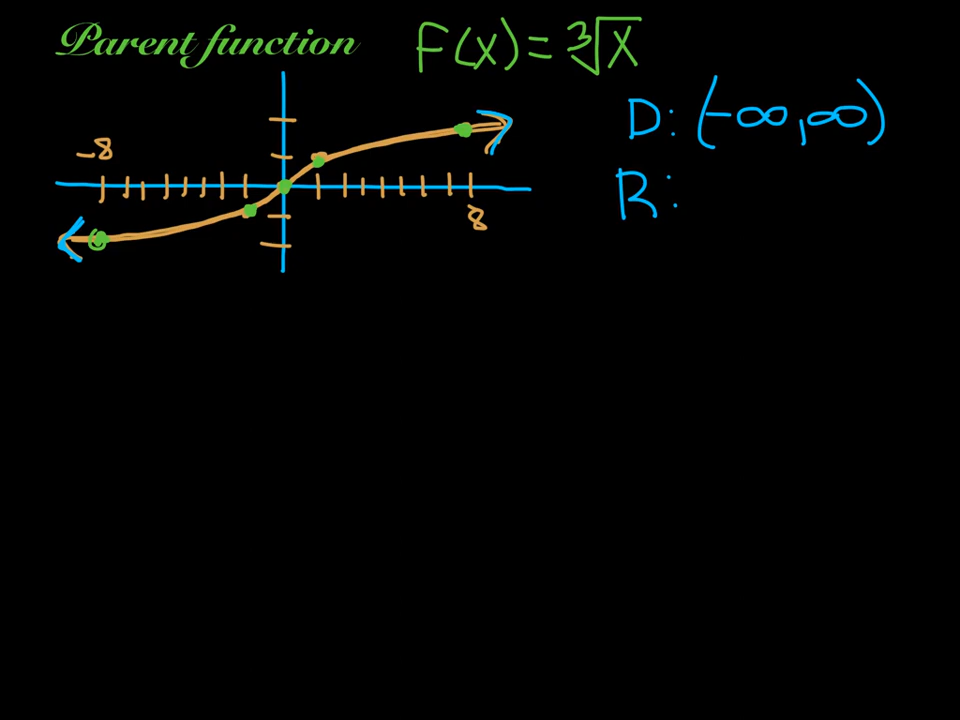 Parent function F(x) = ∛x
D: (-∞, ∞)
-8
R:
8